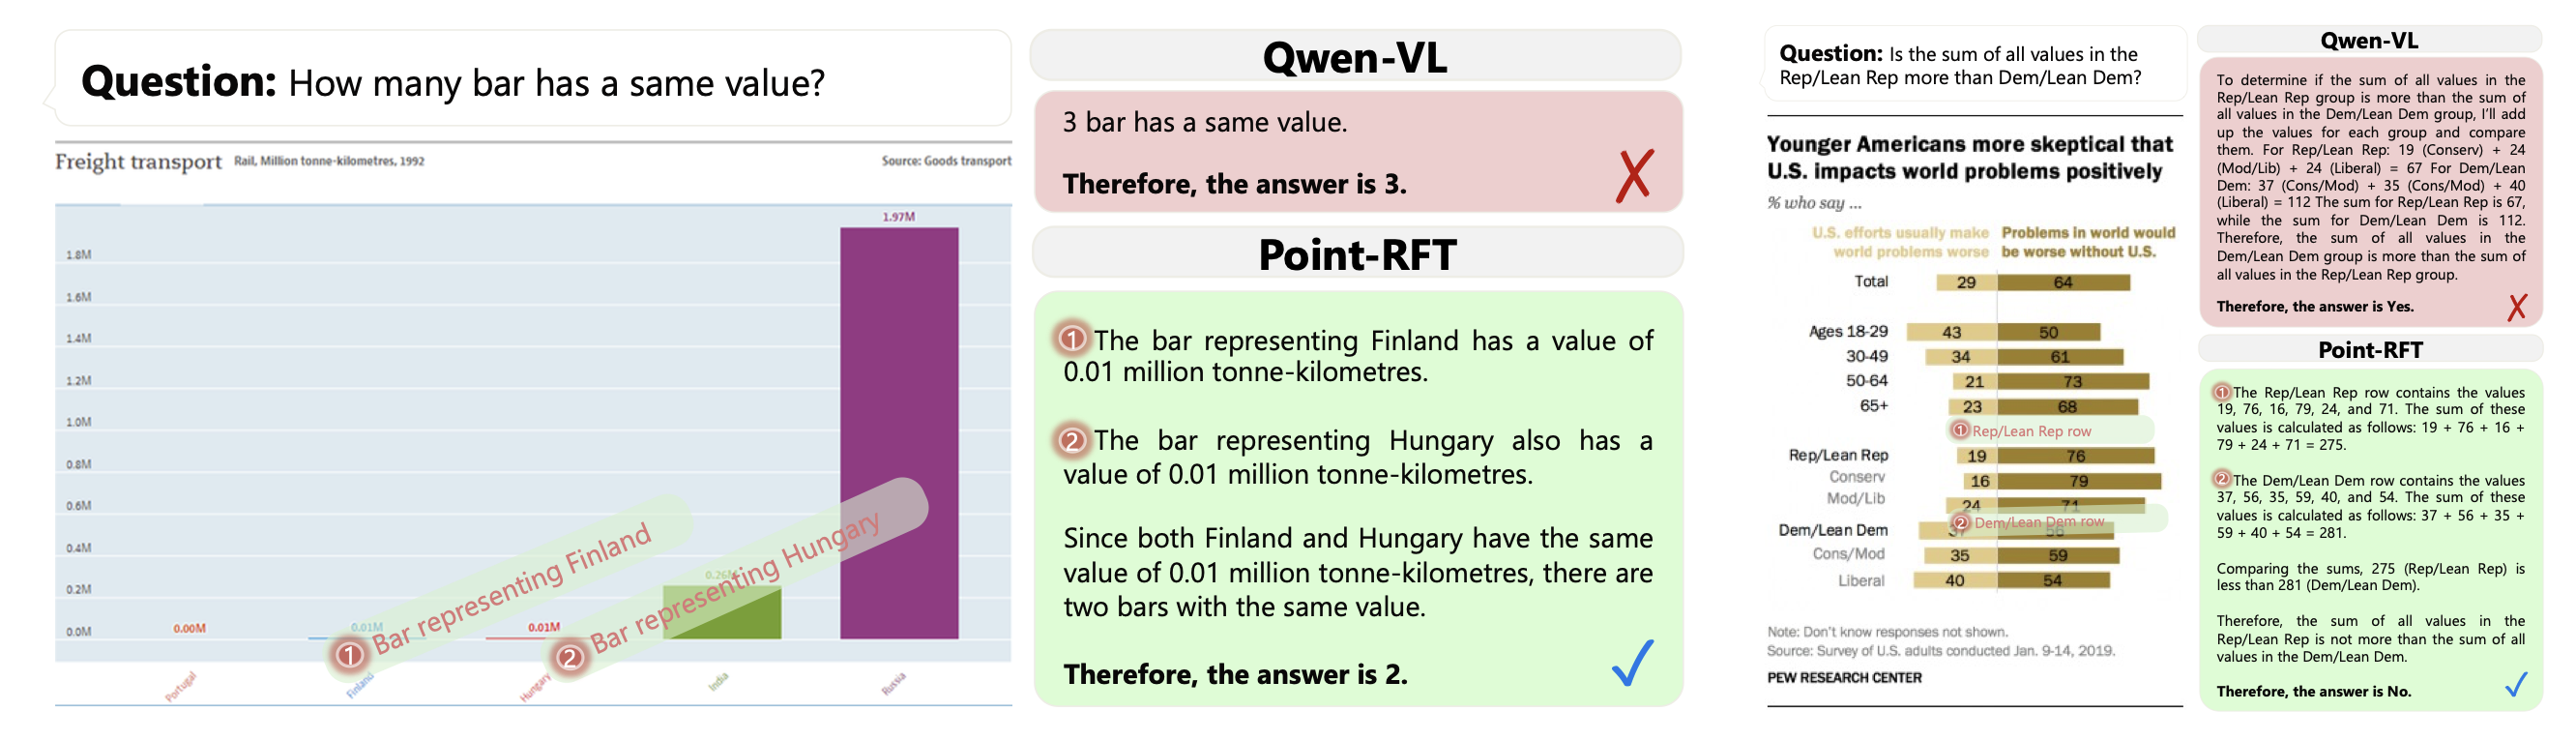 Question: How many bar has a same value?
Freight transport Rail, Million tonne-kilometres, 1992 Source: Goods transport
1.97M
1.8M
1.6M
1.4M
1.2M
1.0M
0.8M
0.6M
0.4M
0.26M
0.2M
0.0M
0.00M
0.01M
0.01M
① Bar representing Finland
② Bar representing Hungary
Portugal
Finland
Hungary
India
Russia
Qwen-VL
3 bar has a same value.
Therefore, the answer is 3.
✗
Point-RFT
① The bar representing Finland has a value of
0.01 million tonne-kilometres.
② The bar representing Hungary also has a
value of 0.01 million tonne-kilometres.
Since both Finland and Hungary have the same
value of 0.01 million tonne-kilometres, there are
two bars with the same value.
Therefore, the answer is 2.
✓
Question: Is the sum of all values in the
Rep/Lean Rep more than Dem/Lean Dem?
Younger Americans more skeptical that
U.S. impacts world problems positively
% who say ...
U.S. efforts usually make
world problems worse
Problems in world would
be worse without U.S.
Total 29 64
Ages 18-29 43 50
30-49 34 61
50-64 21 73
65+ 23 68
① Rep/Lean Rep row
Rep/Lean Rep 19 76
Conserv 16 79
Mod/Lib 24 71
② Dem/Lean Dem row
Dem/Lean Dem 37 56
Cons/Mod 35 59
Liberal 40 54
Note: Don't know responses not shown.
Source: Survey of U.S. adults conducted Jan. 9-14, 2019.
PEW RESEARCH CENTER
Qwen-VL
To determine if the sum of all values in the
Rep/Lean Rep group is more than the sum of
all values in the Dem/Lean Dem group, I'll add
up the values for each group and compare
them. For Rep/Lean Rep: 19 (Conserv) + 24
(Mod/Lib) + 24 (Liberal) = 67 For Dem/Lean
Dem: 37 (Cons/Mod) + 35 (Cons/Mod) + 40
(Liberal) = 112 The sum for Rep/Lean Rep is 67,
while the sum for Dem/Lean Dem is 112.
Therefore, the sum of all values in the
Dem/Lean Dem group is more than the sum of
all values in the Rep/Lean Rep group.
Therefore, the answer is Yes.
✗
Point-RFT
① The Rep/Lean Rep row contains the values
19, 76, 16, 79, 24, and 71. The sum of these
values is calculated as follows: 19 + 76 + 16 +
79 + 24 + 71 = 275.
② The Dem/Lean Dem row contains the values
37, 56, 35, 59, 40, and 54. The sum of these
values is calculated as follows: 37 + 56 + 35 +
59 + 40 + 54 = 281.
Comparing the sums, 275 (Rep/Lean Rep) is
less than 281 (Dem/Lean Dem).
Therefore, the sum of all values in the
Rep/Lean Rep is not more than the sum of all
values in the Dem/Lean Dem.
Therefore, the answer is No.
✓